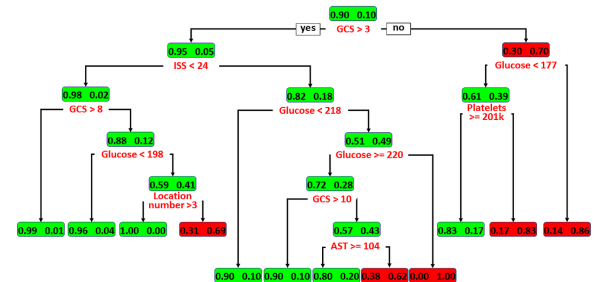 0.90 0.10
yes
GCS > 3
no
0.95 0.05
ISS < 24
0.30 0.70
Glucose < 177
0.98 0.02
GCS > 8
0.82 0.18
Glucose < 218
0.61 0.39
Platelets
>= 201k
0.88 0.12
Glucose < 198
0.51 0.49
Glucose >= 220
0.59 0.41
Location
number >3
0.72 0.28
GCS > 10
0.99 0.01
0.96 0.04
1.00 0.00
0.31 0.69
0.57 0.43
AST >= 104
0.83 0.17
0.17 0.83
0.14 0.86
0.90 0.10
0.90 0.10
0.80 0.20
0.38 0.62
0.00 1.00